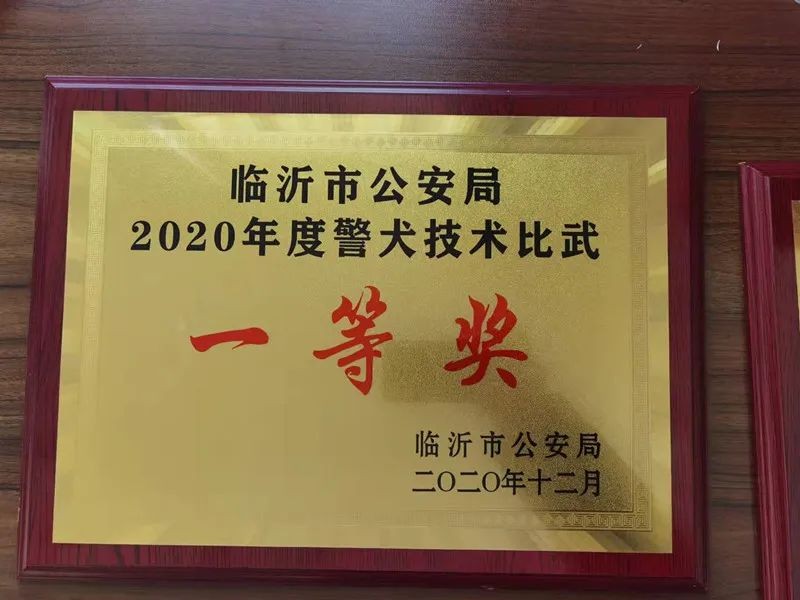 临沂市公安局
2020年度警犬技术比武
一等奖
临沂市公安局
二〇二〇年十二月